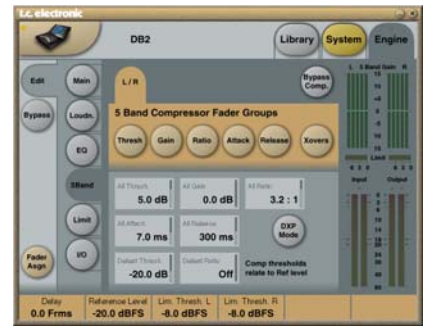 t.c. electronic
DB2
Library
System
Engine
Edit
Bypass
Fader Asgn
Main
Loudn.
EQ
5Band
Limit
I/O
L / R
Bypass Comp.
5 Band Compressor Fader Groups
Thresh
Gain
Ratio
Attack
Release
Xovers
All Thresh.
5.0 dB
All Gain
0.0 dB
All Ratio
3.2 : 1
All Attack
7.0 ms
All Release
300 ms
DXP Mode
Defeat Thresh
-20.0 dB
Defeat Ratio
Off
Comp thresholds
relate to Ref level
L 5 Band Gain R
Limit
Input
Output
Delay
0.0 Frms
Reference Level
-20.0 dBFS
Lim. Thresh. L
-8.0 dBFS
Lim. Thresh. R
-8.0 dBFS